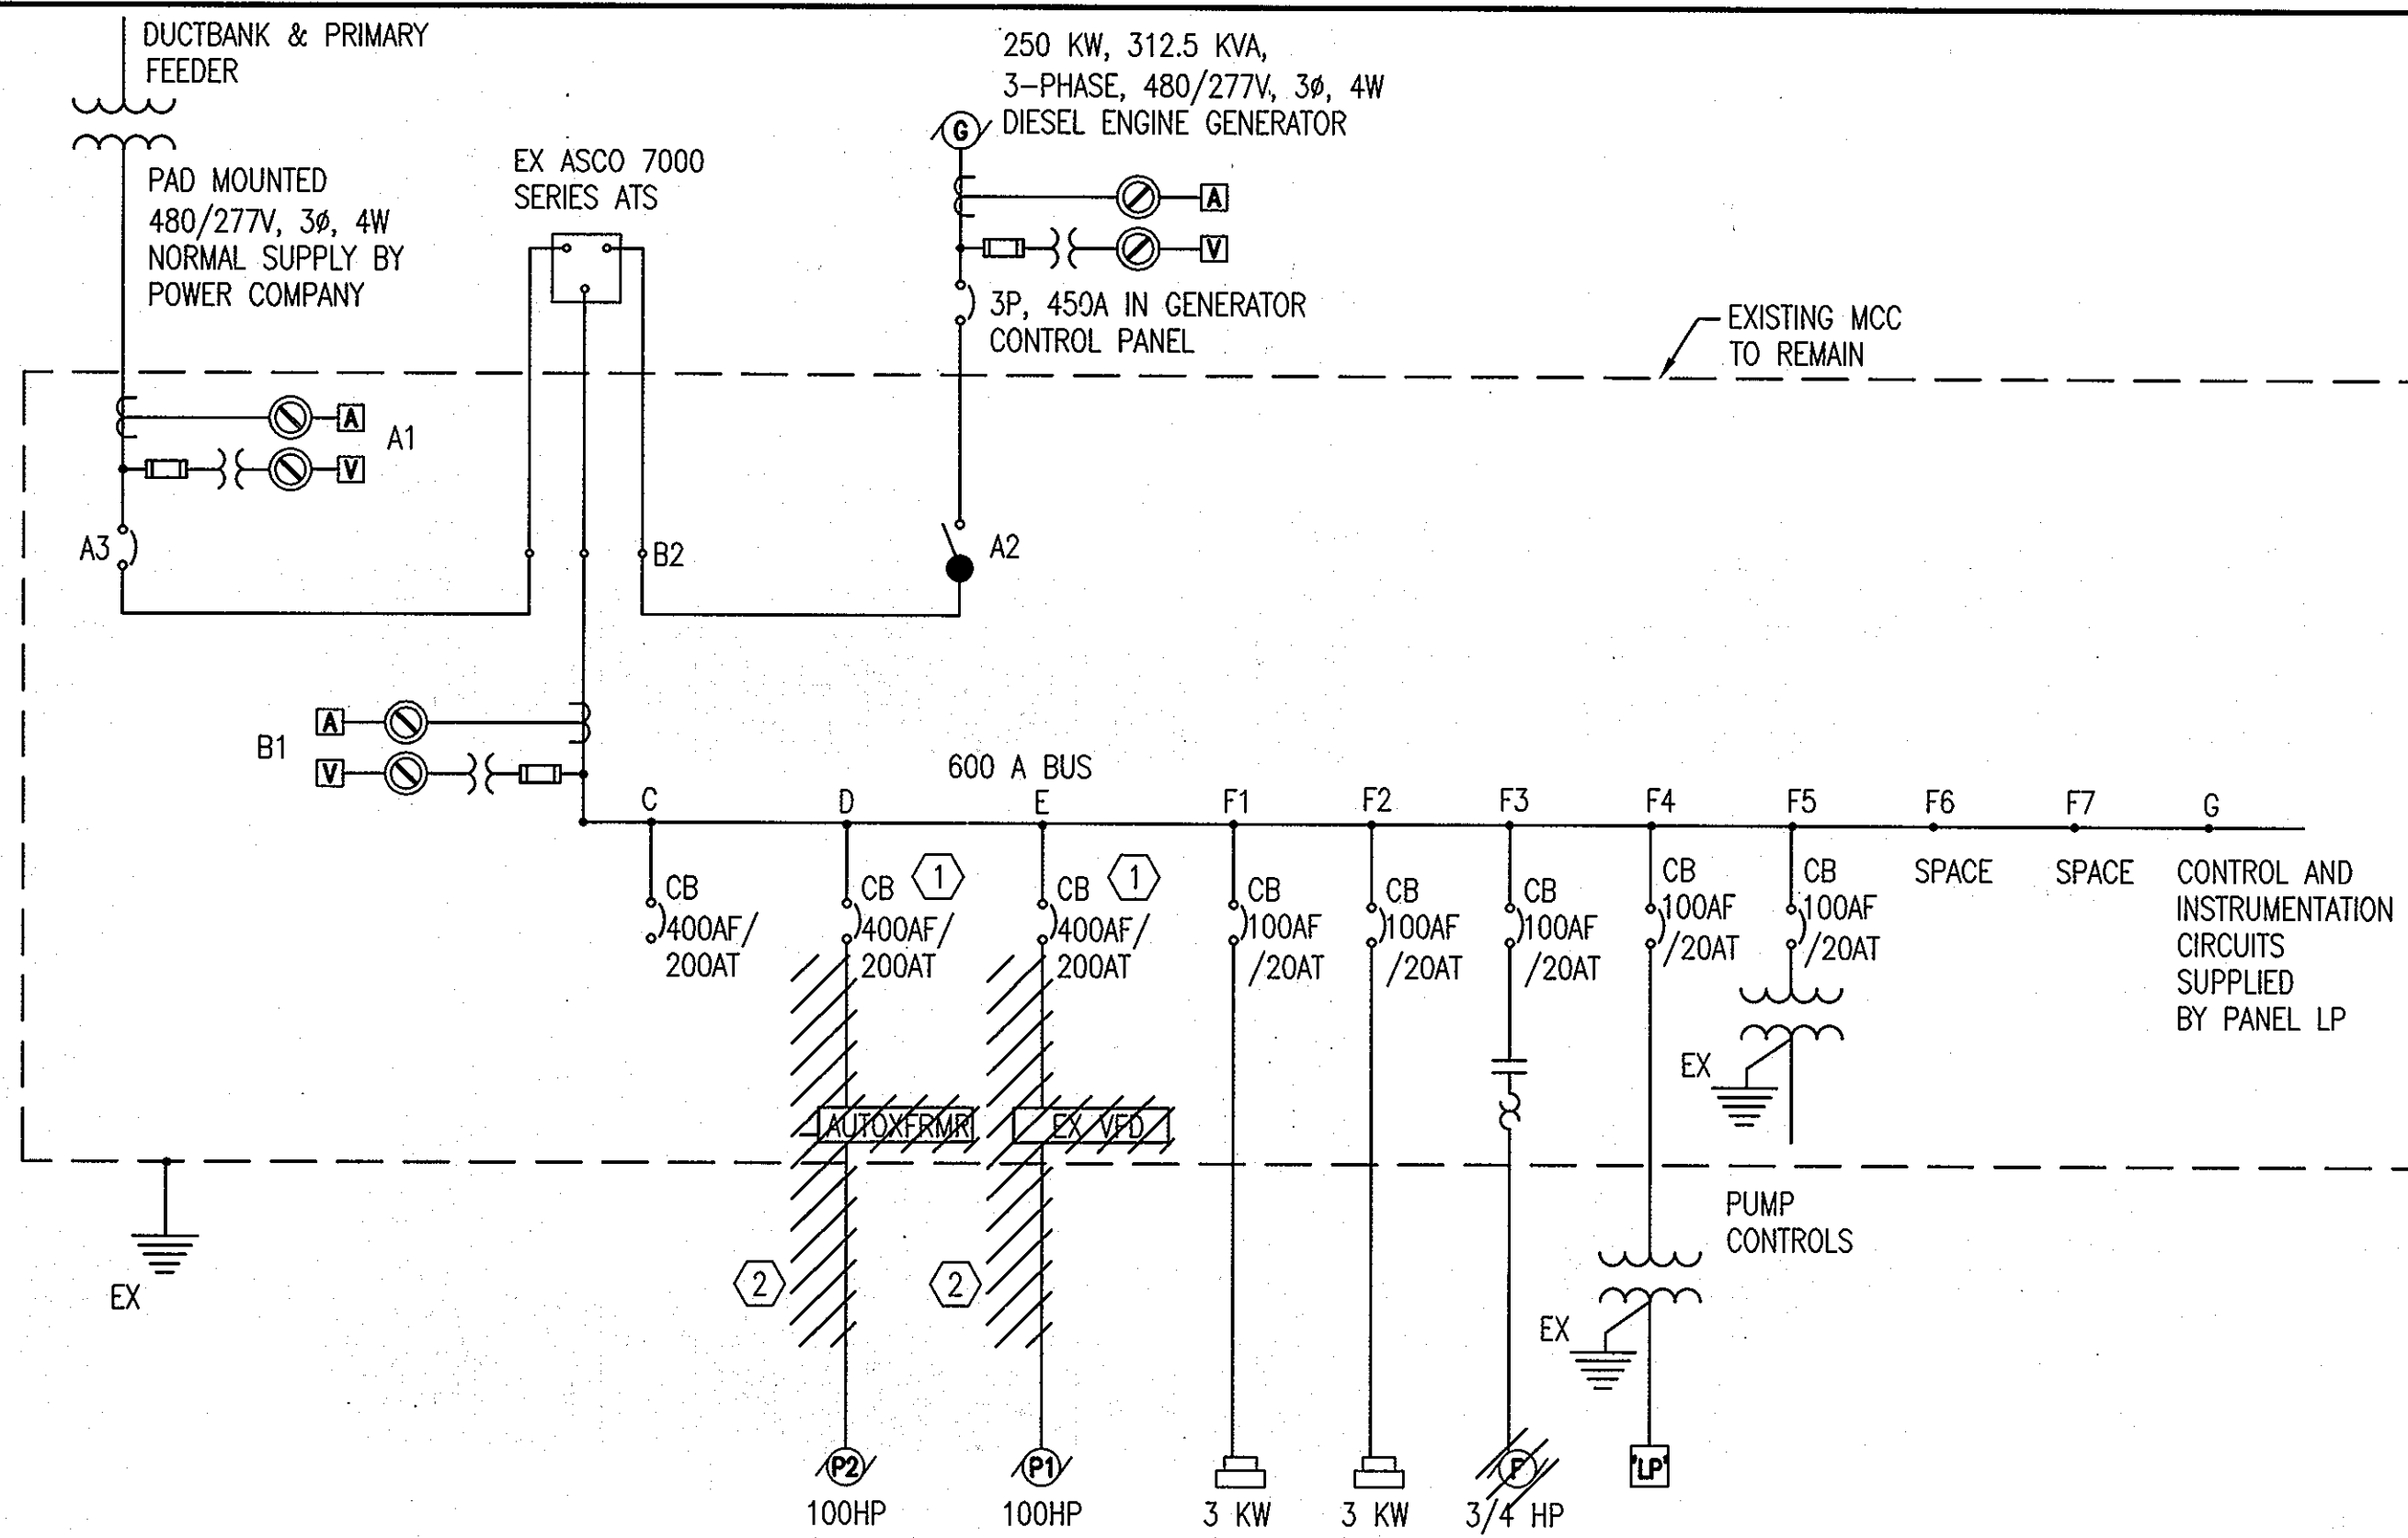 DUCTBANK & PRIMARY
FEEDER
PAD MOUNTED
480/277V, 3ø, 4W
NORMAL SUPPLY BY
POWER COMPANY
EX ASCO 7000
SERIES ATS
250 KW, 312.5 KVA,
3-PHASE, 480/277V, 3ø, 4W
DIESEL ENGINE GENERATOR
G
A
V
3P, 450A IN GENERATOR
CONTROL PANEL
EXISTING MCC
TO REMAIN
A
A1
V
A3
B2
A2
A
B1
V
600 A BUS
C
D
E
F1
F2
F3
F4
F5
F6
F7
G
CB
400AF/
200AT
CB
1
400AF/
200AT
CB
1
400AF/
200AT
CB
100AF
/20AT
CB
100AF
/20AT
CB
100AF
/20AT
CB
100AF
/20AT
CB
100AF
/20AT
SPACE
SPACE
CONTROL AND
INSTRUMENTATION
CIRCUITS
SUPPLIED
BY PANEL LP
EX
AUTOXFRMR
EX VFD
PUMP
CONTROLS
EX
2
2
EX
P2
100HP
P1
100HP
3 KW
3 KW
F
3/4 HP
'LP'